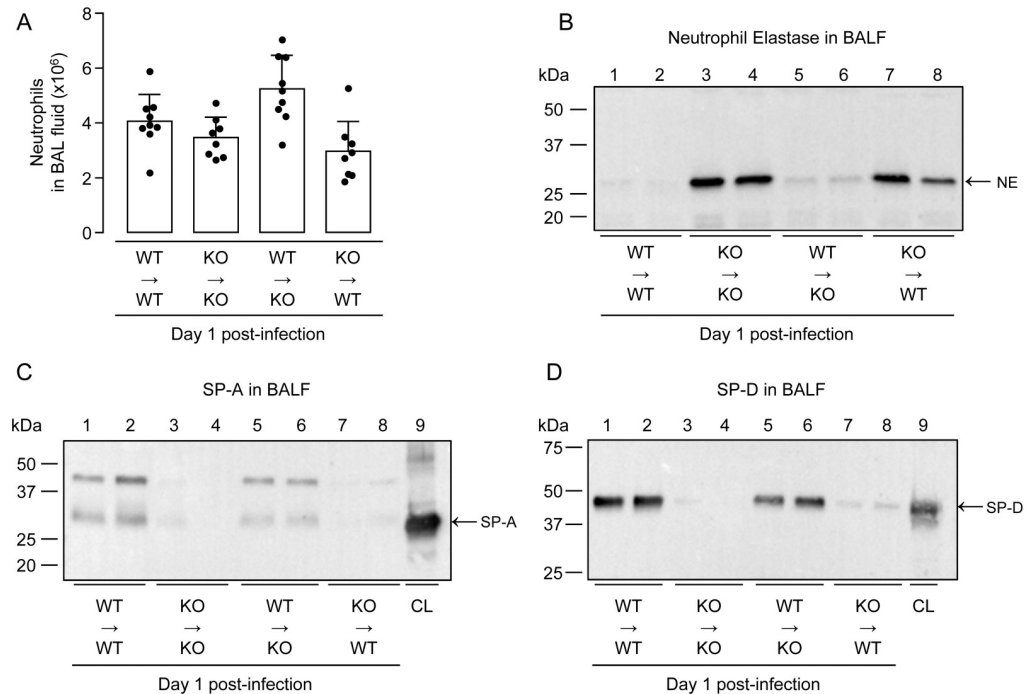 A
Neutrophils
in BAL fluid (x10⁶)
8
6
4
2
0
WT KO WT KO
→ → → →
WT KO KO WT
Day 1 post-infection
B
Neutrophil Elastase in BALF
kDa 1 2 3 4 5 6 7 8
50
37
25
20
← NE
WT KO WT KO
→ → → →
WT KO KO WT
Day 1 post-infection
C
SP-A in BALF
kDa 1 2 3 4 5 6 7 8 9
50
37
25
20
← SP-A
WT KO WT KO CL
→ → → →
WT KO KO WT
Day 1 post-infection
D
SP-D in BALF
kDa 1 2 3 4 5 6 7 8 9
75
50
37
25
← SP-D
WT KO WT KO CL
→ → → →
WT KO KO WT
Day 1 post-infection